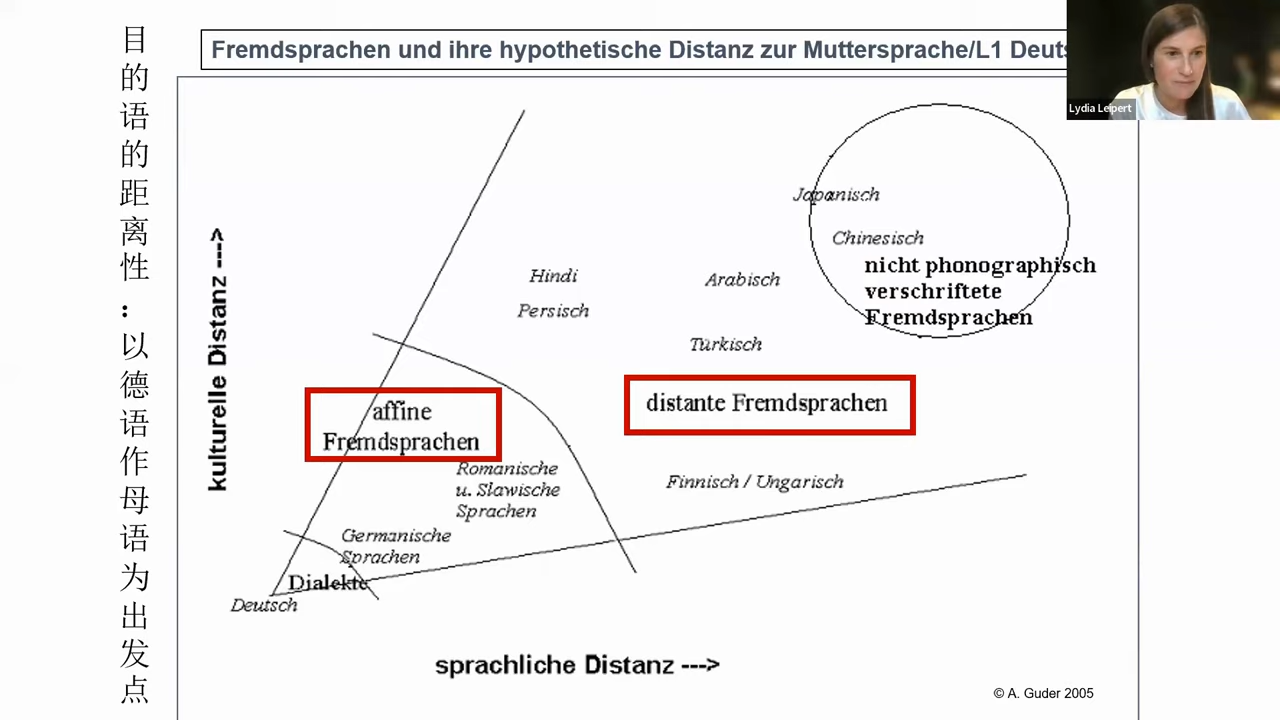 目的语的距离性：以德语作母语为出发点
Fremdsprachen und ihre hypothetische Distanz zur Muttersprache/L1 Deuts
Lydia Leipert
kulturelle Distanz --->
Japanisch
Chinesisch
nicht phonographisch
verschriftete
Fremdsprachen
Hindi
Arabisch
Persisch
Türkisch
affine
Fremdsprachen
distante Fremdsprachen
Romanische
u. Slawische
Sprachen
Finnisch / Ungarisch
Germanische
Sprachen
Dialekte
Deutsch
sprachliche Distanz --->
© A. Guder 2005